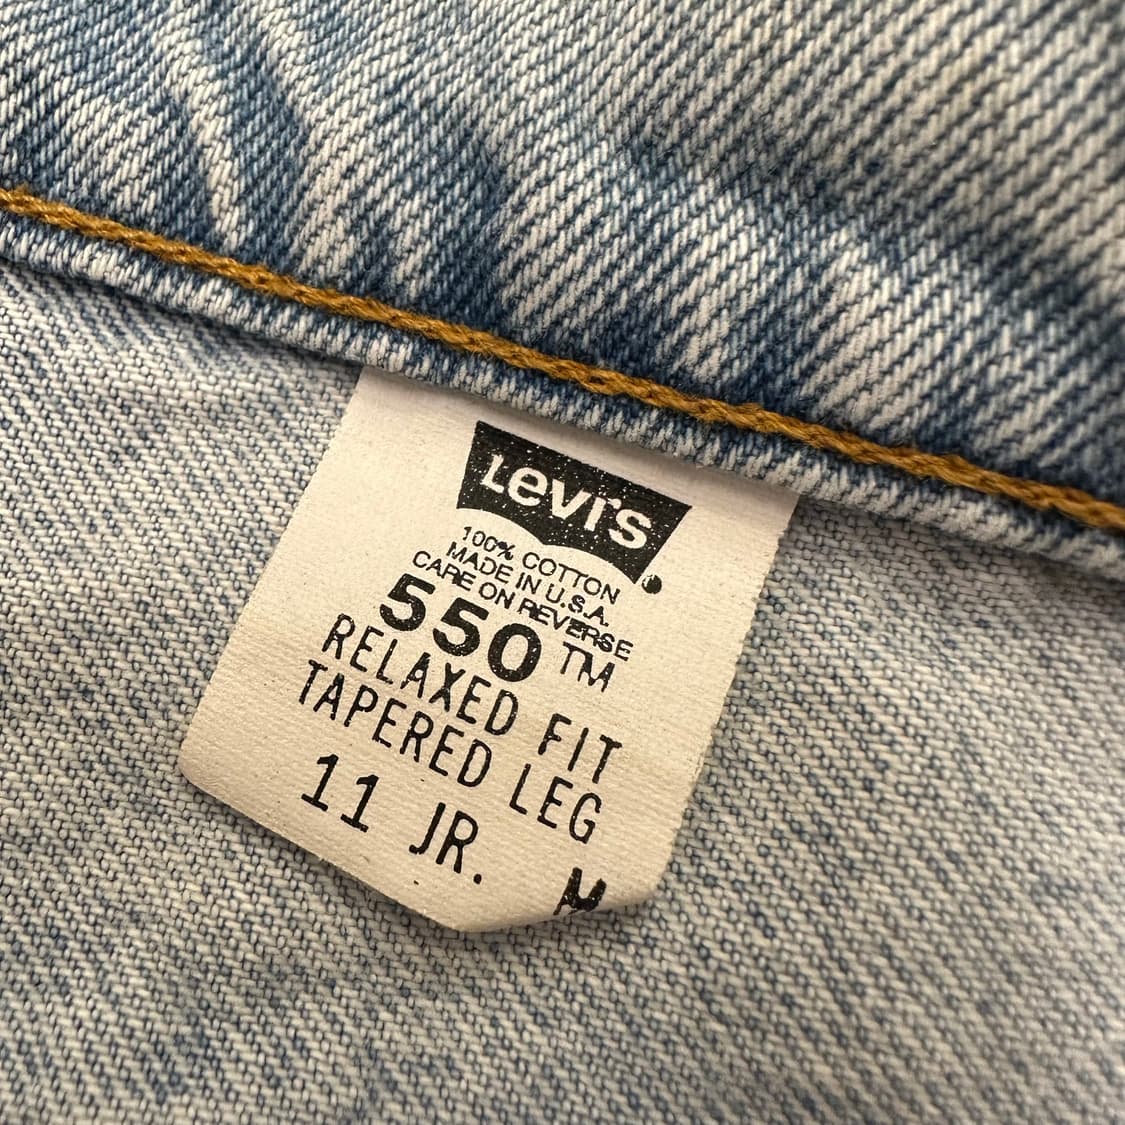 Levi's
100% COTTON
MADE IN U.S.A.
CARE ON REVERSE
550™
RELAXED FIT
TAPERED LEG
11 JR. M